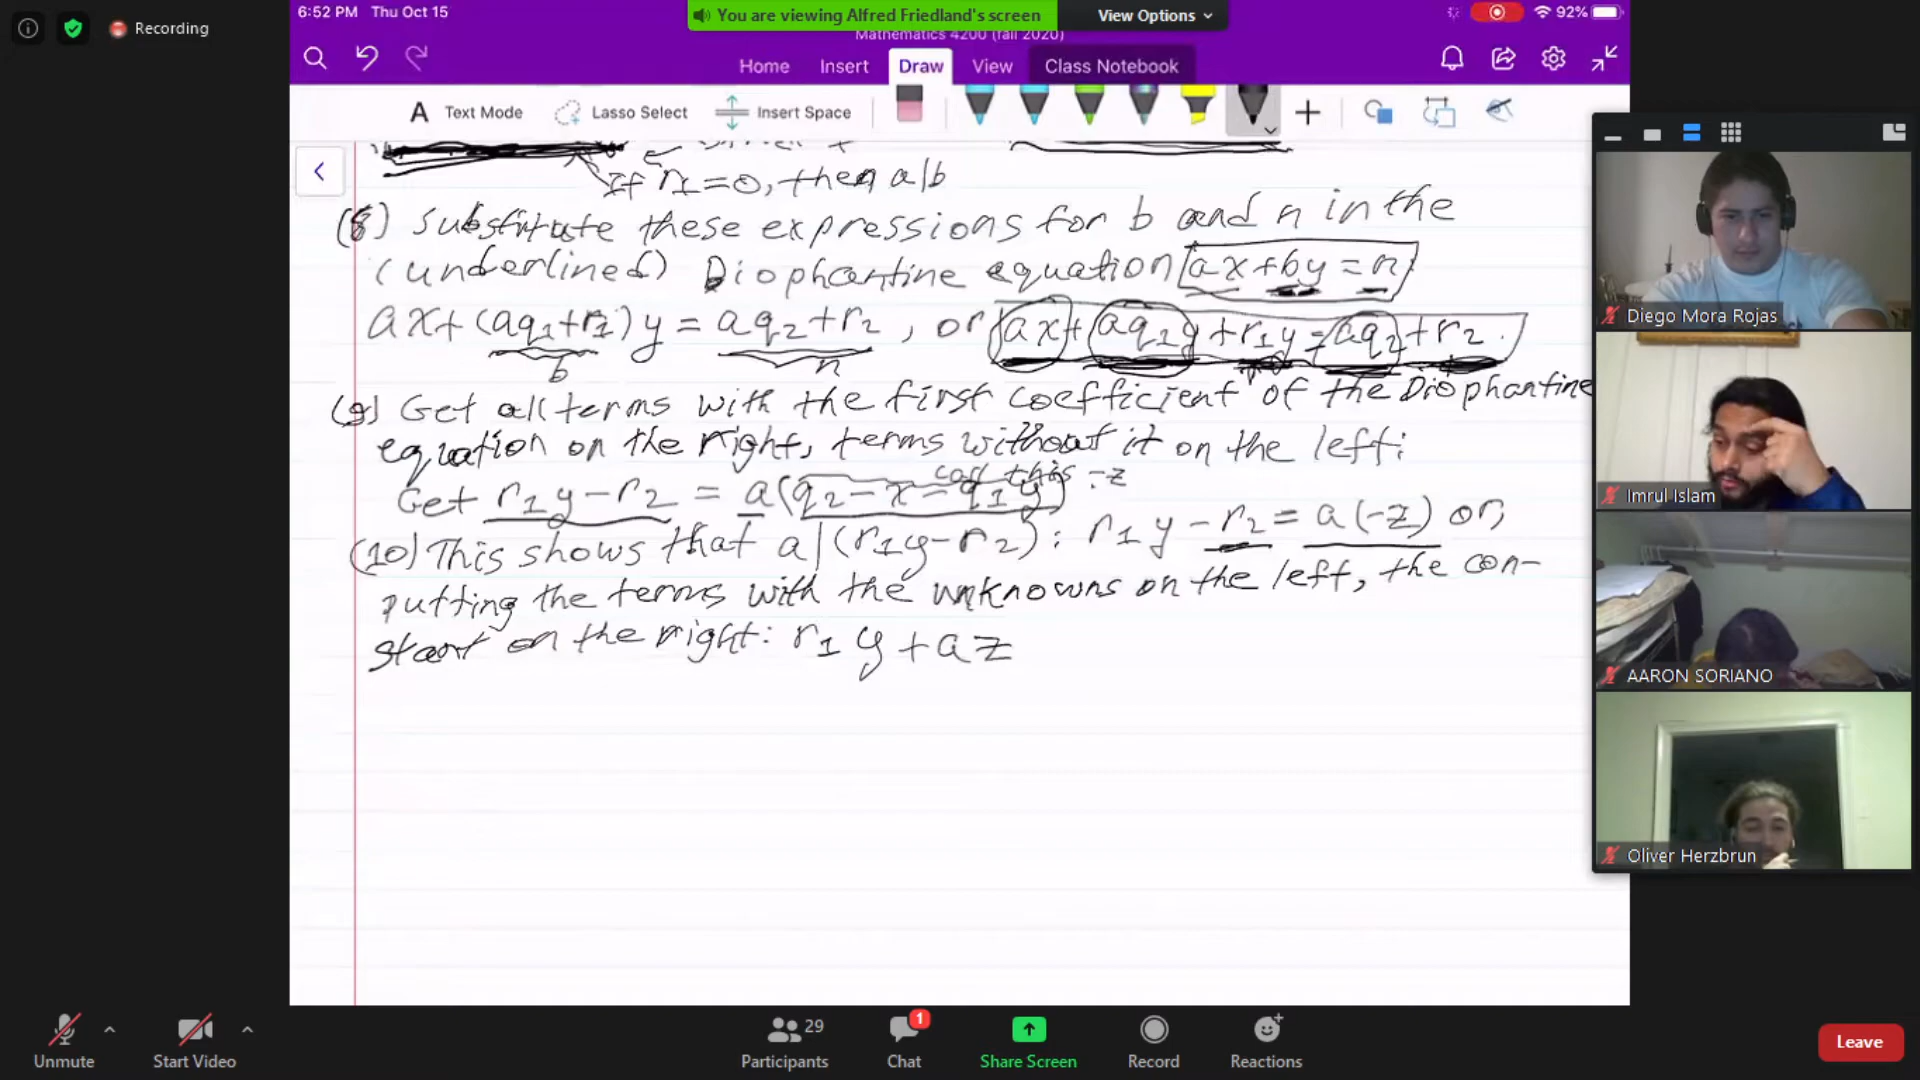 6:52 PM Thu Oct 15
You are viewing Alfred Friedland's screen
View Options
92%
Recording
Mathematics 4200 (fall 2020)
Home Insert Draw View Class Notebook
A Text Mode Lasso Select Insert Space
If r1=0, then a|b
(8) Substitute these expressions for b and n in the
(underlined) Diophantine equation ax+by=n
ax+(aq1+r1)y = aq2+r2, or ax+aq1y+r1y=aq2+r2.
b n
(9) Get all terms with the first coefficient of the Diophantine
equation on the right, terms without it on the left:
call this -z
Get r1y-r2 = a(q2-x-q1y)
(10) This shows that a|(r1y-r2): r1y-r2=a(-z) or,
putting the terms with the unknowns on the left, the con-
stant on the right: r1y+az
Diego Mora Rojas
Imrul Islam
AARON SORIANO
Oliver Herzbrun
Unmute
Start Video
29
Participants
1
Chat
Share Screen
Record
Reactions
Leave